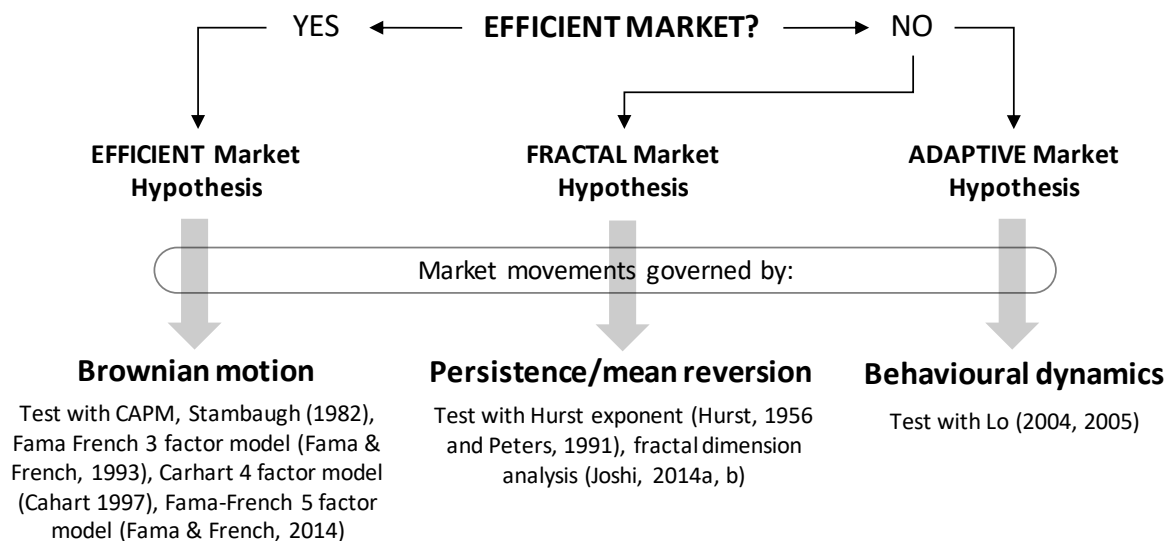 YES EFFICIENT MARKET? NO
EFFICIENT Market
Hypothesis
FRACTAL Market
Hypothesis
ADAPTIVE Market
Hypothesis
Market movements governed by:
Brownian motion
Test with CAPM, Stambaugh (1982),
Fama French 3 factor model (Fama &
French, 1993), Carhart 4 factor model
(Cahart 1997), Fama-French 5 factor
model (Fama & French, 2014)
Persistence/mean reversion
Test with Hurst exponent (Hurst, 1956
and Peters, 1991), fractal dimension
analysis (Joshi, 2014a, b)
Behavioural dynamics
Test with Lo (2004, 2005)